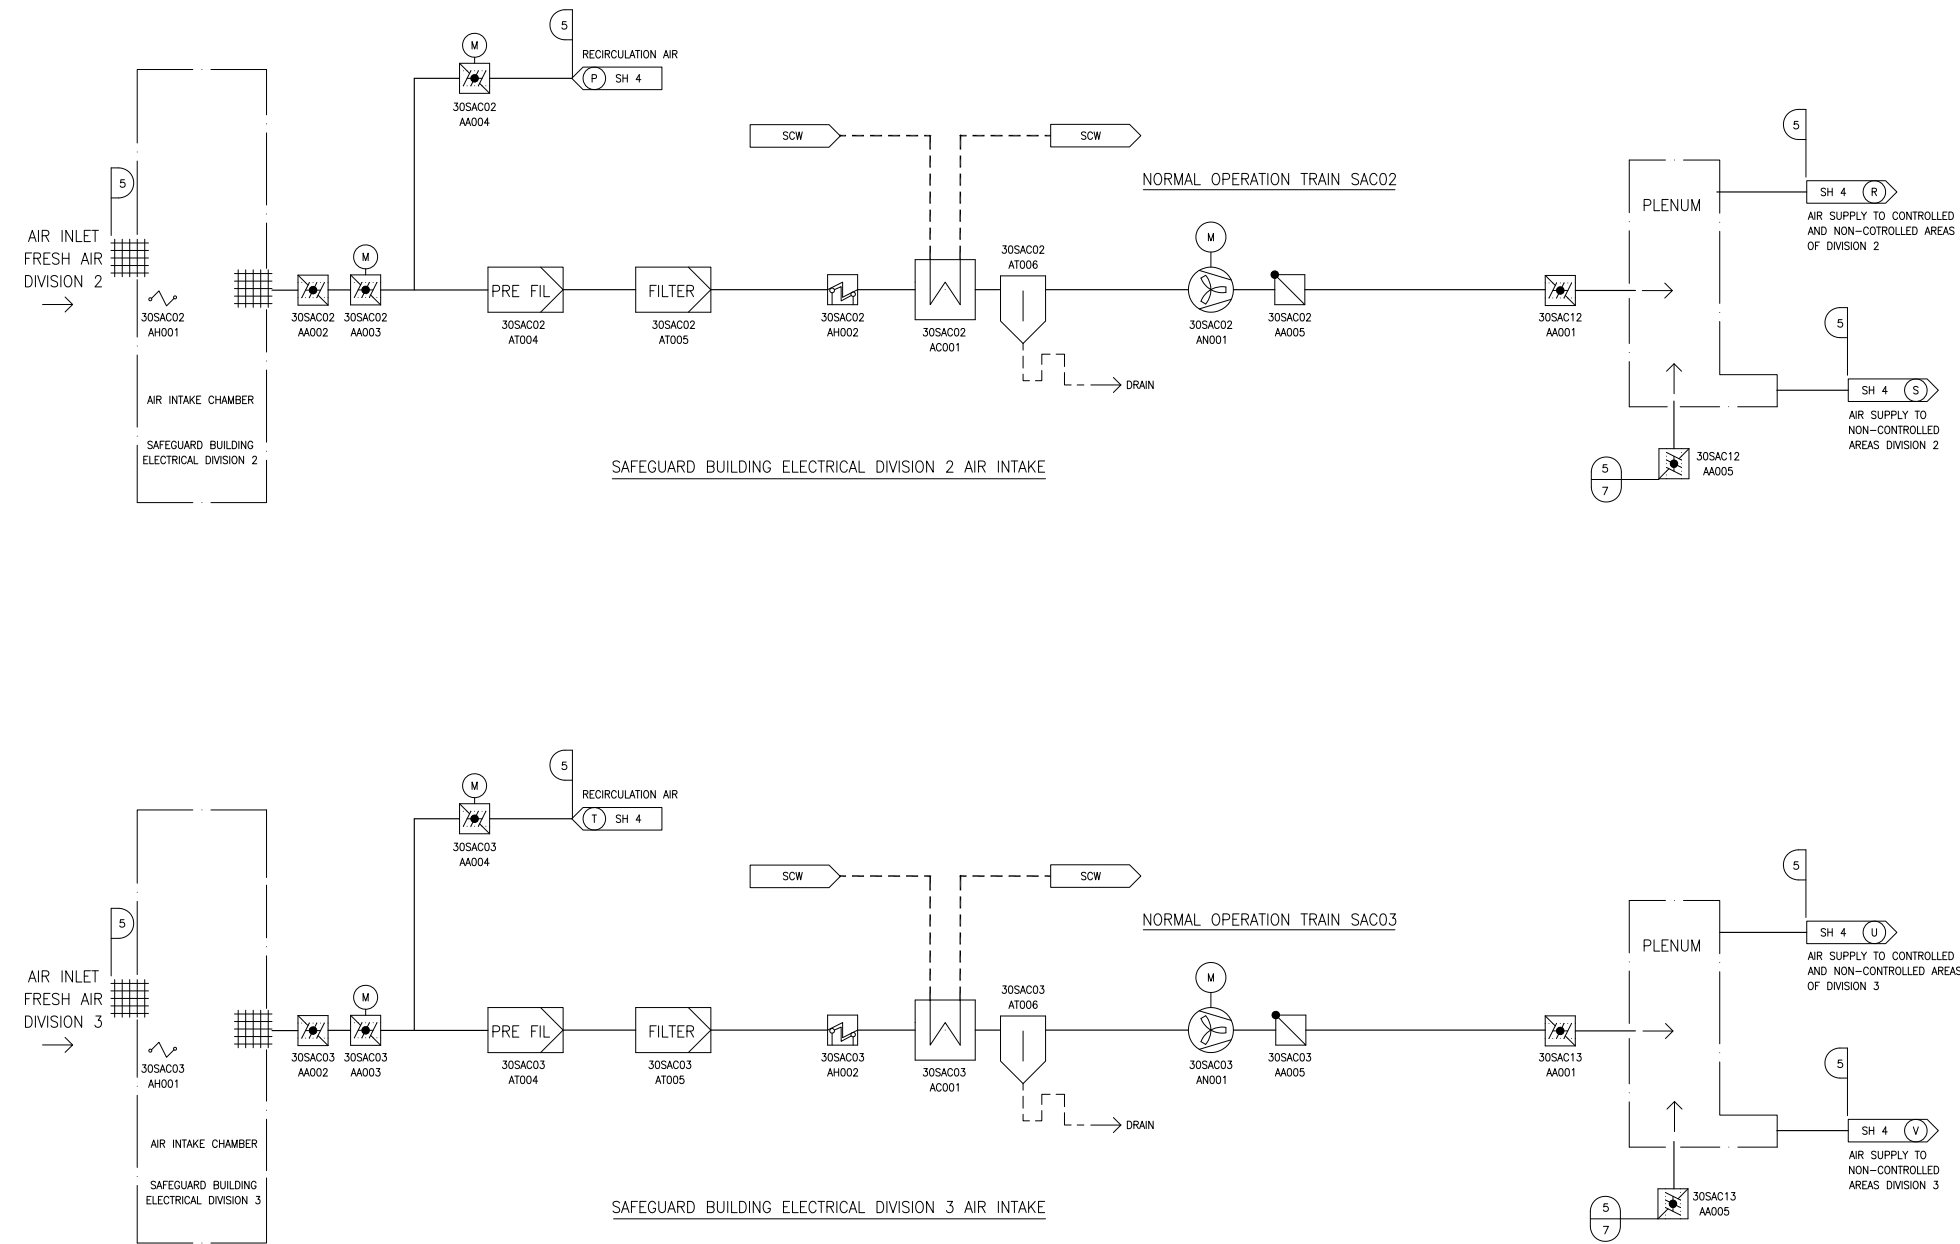 5
M
RECIRCULATION AIR
P SH 4
30SAC02
AA004
SCW
SCW
5
AIR INLET
FRESH AIR
DIVISION 2
30SAC02
AH001
AIR INTAKE CHAMBER
SAFEGUARD BUILDING
ELECTRICAL DIVISION 2
30SAC02
AA002
M
30SAC02
AA003
PRE FIL
30SAC02
AT004
FILTER
30SAC02
AT005
30SAC02
AH002
30SAC02
AC001
30SAC02
AT006
DRAIN
NORMAL OPERATION TRAIN SAC02
M
30SAC02
AN001
30SAC02
AA005
30SAC12
AA001
PLENUM
5
SH 4 R
AIR SUPPLY TO CONTROLLED
AND NON-COTROLLED AREAS
OF DIVISION 2
5
SH 4 S
AIR SUPPLY TO
NON-CONTROLLED
AREAS DIVISION 2
30SAC12
AA005
5
7
SAFEGUARD BUILDING ELECTRICAL DIVISION 2 AIR INTAKE
5
M
RECIRCULATION AIR
T SH 4
30SAC03
AA004
SCW
SCW
5
AIR INLET
FRESH AIR
DIVISION 3
30SAC03
AH001
AIR INTAKE CHAMBER
SAFEGUARD BUILDING
ELECTRICAL DIVISION 3
30SAC03
AA002
M
30SAC03
AA003
PRE FIL
30SAC03
AT004
FILTER
30SAC03
AT005
30SAC03
AH002
30SAC03
AC001
30SAC03
AT006
DRAIN
NORMAL OPERATION TRAIN SAC03
M
30SAC03
AN001
30SAC03
AA005
30SAC13
AA001
PLENUM
5
SH 4 U
AIR SUPPLY TO CONTROLLED
AND NON-CONTROLLED AREAS
OF DIVISION 3
5
SH 4 V
AIR SUPPLY TO
NON-CONTROLLED
AREAS DIVISION 3
30SAC13
AA005
5
7
SAFEGUARD BUILDING ELECTRICAL DIVISION 3 AIR INTAKE